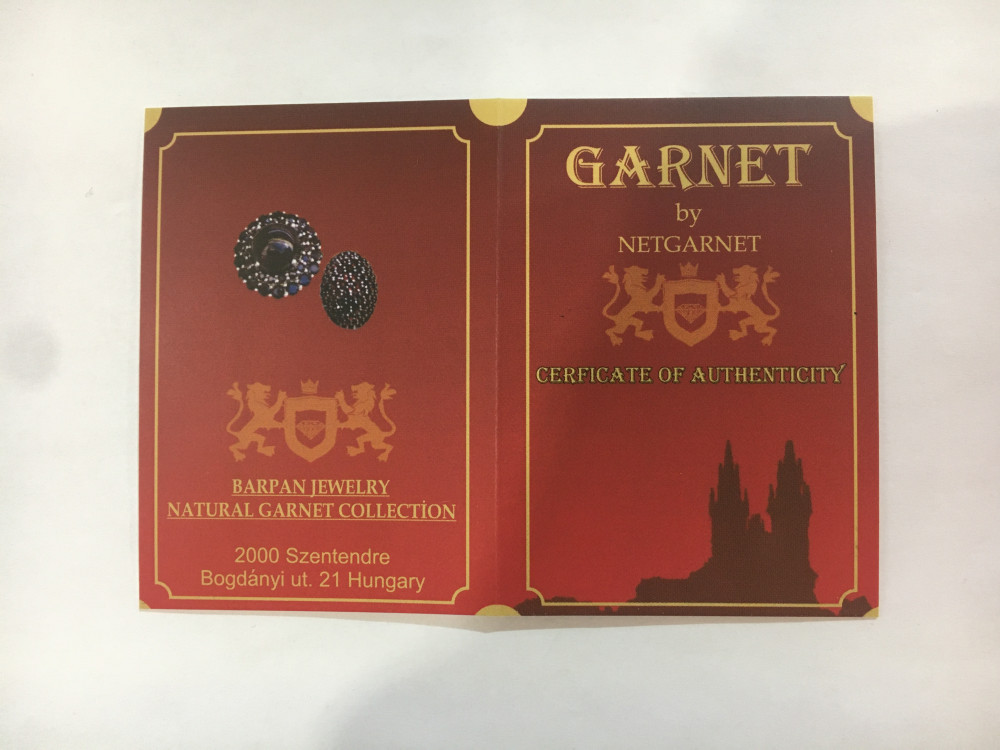 BARPAN JEWELRY
NATURAL GARNET COLLECTİON
2000 Szentendre
Bogdányi ut. 21 Hungary
GARNET
by
NETGARNET
CERFICATE OF AUTHENTICITY